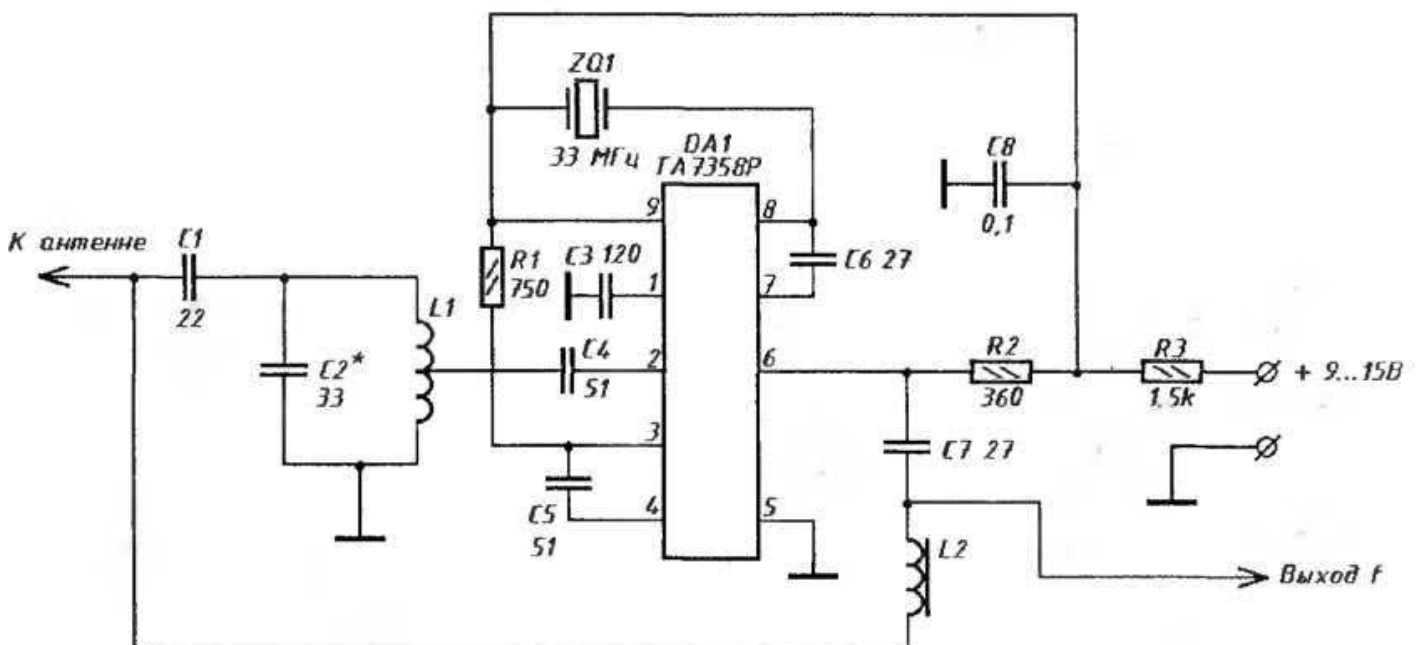 ZQ1
33 МГц
DA1
TA7358P
C8
0,1
К антенне
C1
22
C2*
33
L1
R1
750
C3 120
C4
51
C5
51
9
1
2
3
4
8
7
6
5
C6 27
R2
360
R3
1,5k
+ 9...15В
C7 27
L2
Выход f